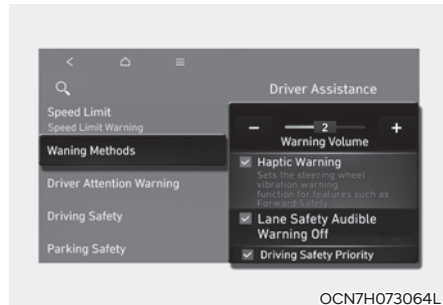 Driver Assistance
Speed Limit
Speed Limit Warning
Waning Methods
Driver Attention Warning
Driving Safety
Parking Safety
− 2 +
Warning Volume
Haptic Warning
Sets the steering wheel
vibration warning
function for features such as
Forward Safety
Lane Safety Audible
Warning Off
Driving Safety Priority
OCN7H073064L